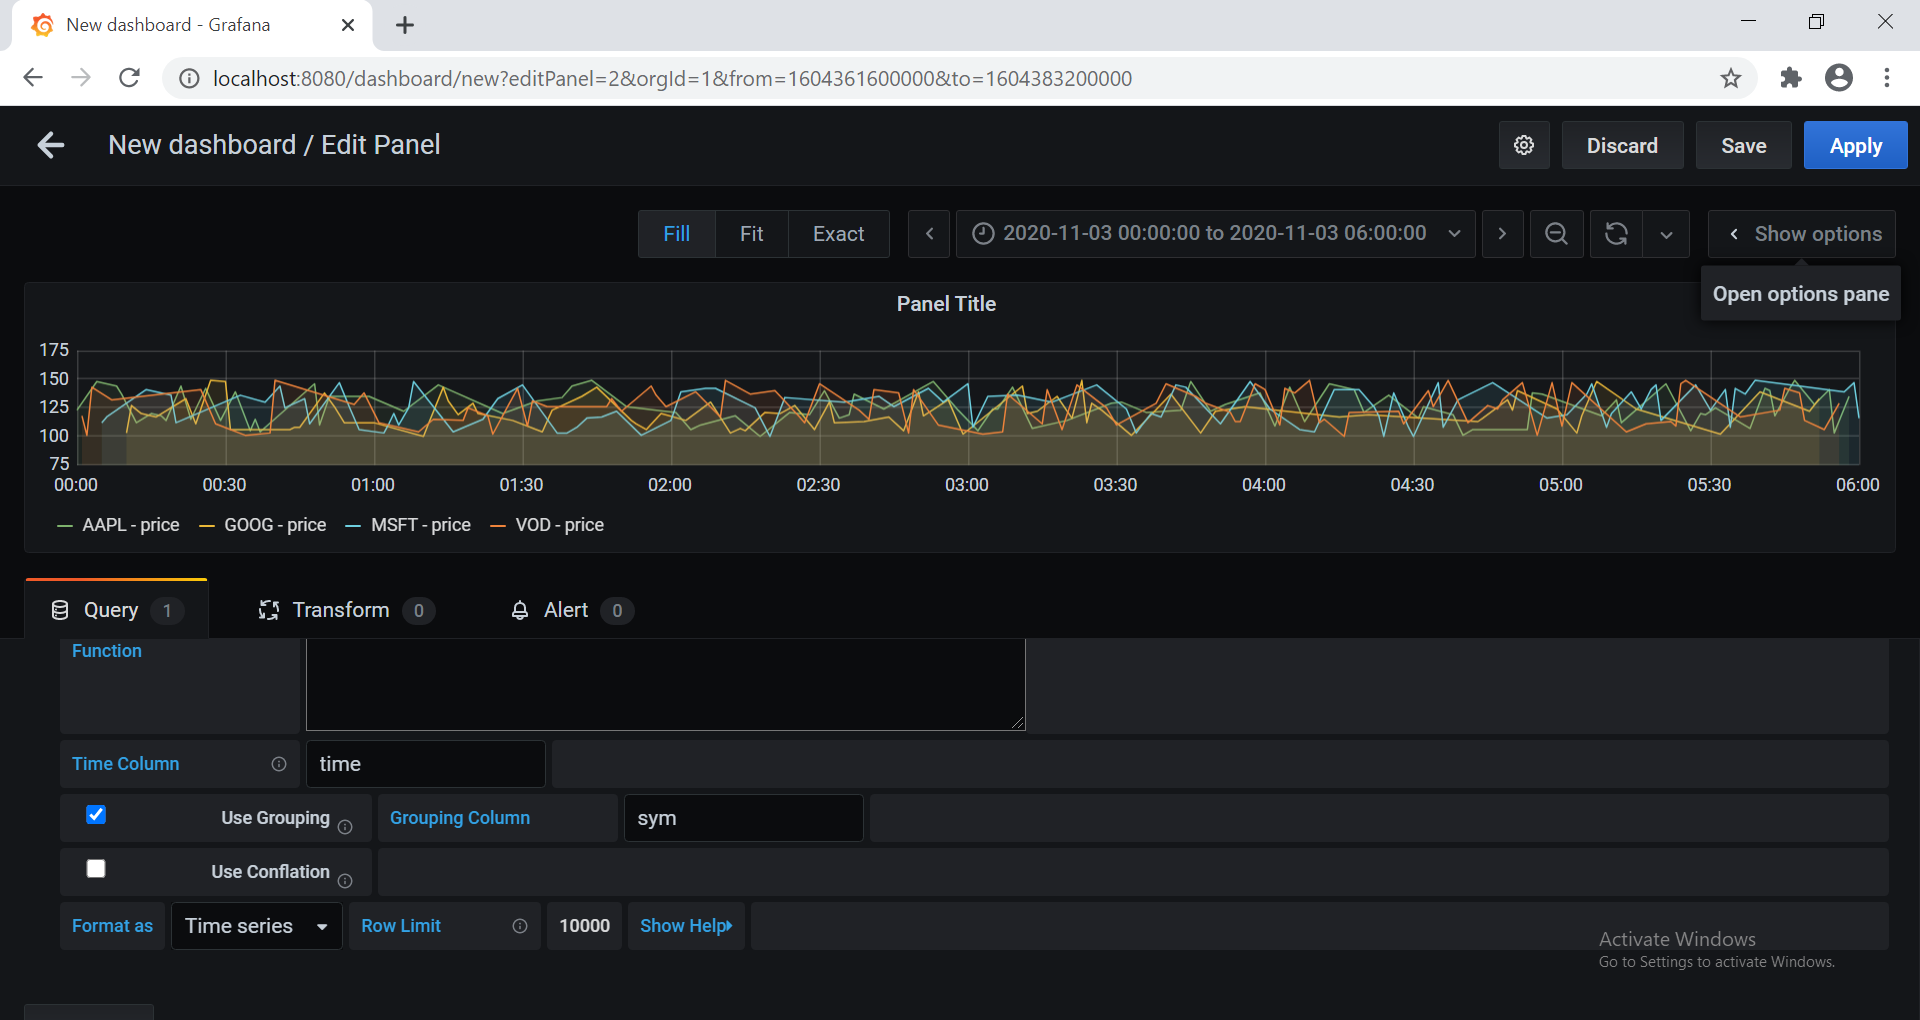 New dashboard - Grafana
localhost:8080/dashboard/new?editPanel=2&orgId=1&from=1604361600000&to=1604383200000
New dashboard / Edit Panel
Discard
Save
Apply
Fill
Fit
Exact
2020-11-03 00:00:00 to 2020-11-03 06:00:00
Show options
Open options pane
Panel Title
175
150
125
100
75
00:00 00:30 01:00 01:30 02:00 02:30 03:00 03:30 04:00 04:30 05:00 05:30 06:00
AAPL - price GOOG - price MSFT - price VOD - price
Query 1
Transform 0
Alert 0
Function
Time Column time
Use Grouping Grouping Column sym
Use Conflation
Format as Time series Row Limit 10000 Show Help
Activate Windows
Go to Settings to activate Windows.